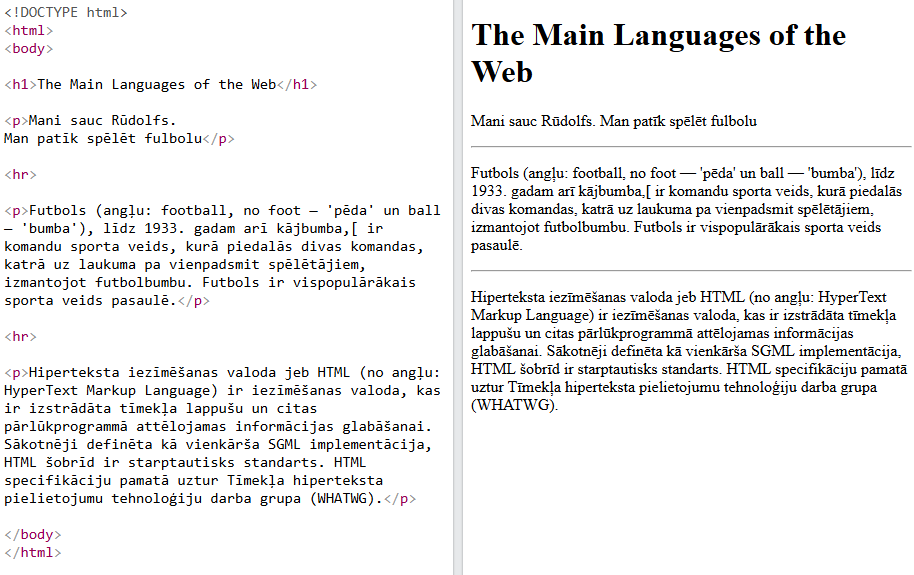 <!DOCTYPE html>
<html>
<body>
<h1>The Main Languages of the Web</h1>
<p>Mani sauc Rūdolfs.
Man patīk spēlēt fulbolu</p>
<hr>
<p>Futbols (angļu: football, no foot — 'pēda' un ball
— 'bumba'), līdz 1933. gadam arī kājbumba,[ ir
komandu sporta veids, kurā piedalās divas komandas,
katrā uz laukuma pa vienpadsmit spēlētājiem,
izmantojot futbolbumbu. Futbols ir vispopulārākais
sporta veids pasaulē.</p>
<hr>
<p>Hiperteksta iezīmēšanas valoda jeb HTML (no angļu:
HyperText Markup Language) ir iezīmēšanas valoda, kas
ir izstrādāta tīmekļa lappušu un citas
pārlūkprogrammā attēlojamas informācijas glabāšanai.
Sākotnēji definēta kā vienkārša SGML implementācija,
HTML šobrīd ir starptautisks standarts. HTML
specifikāciju pamatā uztur Tīmekļa hiperteksta
pielietojumu tehnoloģiju darba grupa (WHATWG).</p>
</body>
</html>
The Main Languages of the
Web
Mani sauc Rūdolfs. Man patīk spēlēt fulbolu
Futbols (angļu: football, no foot — 'pēda' un ball — 'bumba'), līdz
1933. gadam arī kājbumba,[ ir komandu sporta veids, kurā piedalās
divas komandas, katrā uz laukuma pa vienpadsmit spēlētājiem,
izmantojot futbolbumbu. Futbols ir vispopulārākais sporta veids
pasaulē.
Hiperteksta iezīmēšanas valoda jeb HTML (no angļu: HyperText
Markup Language) ir iezīmēšanas valoda, kas ir izstrādāta tīmekļa
lappušu un citas pārlūkprogrammā attēlojamas informācijas
glabāšanai. Sākotnēji definēta kā vienkārša SGML implementācija,
HTML šobrīd ir starptautisks standarts. HTML specifikāciju pamatā
uztur Tīmekļa hiperteksta pielietojumu tehnoloģiju darba grupa
(WHATWG).